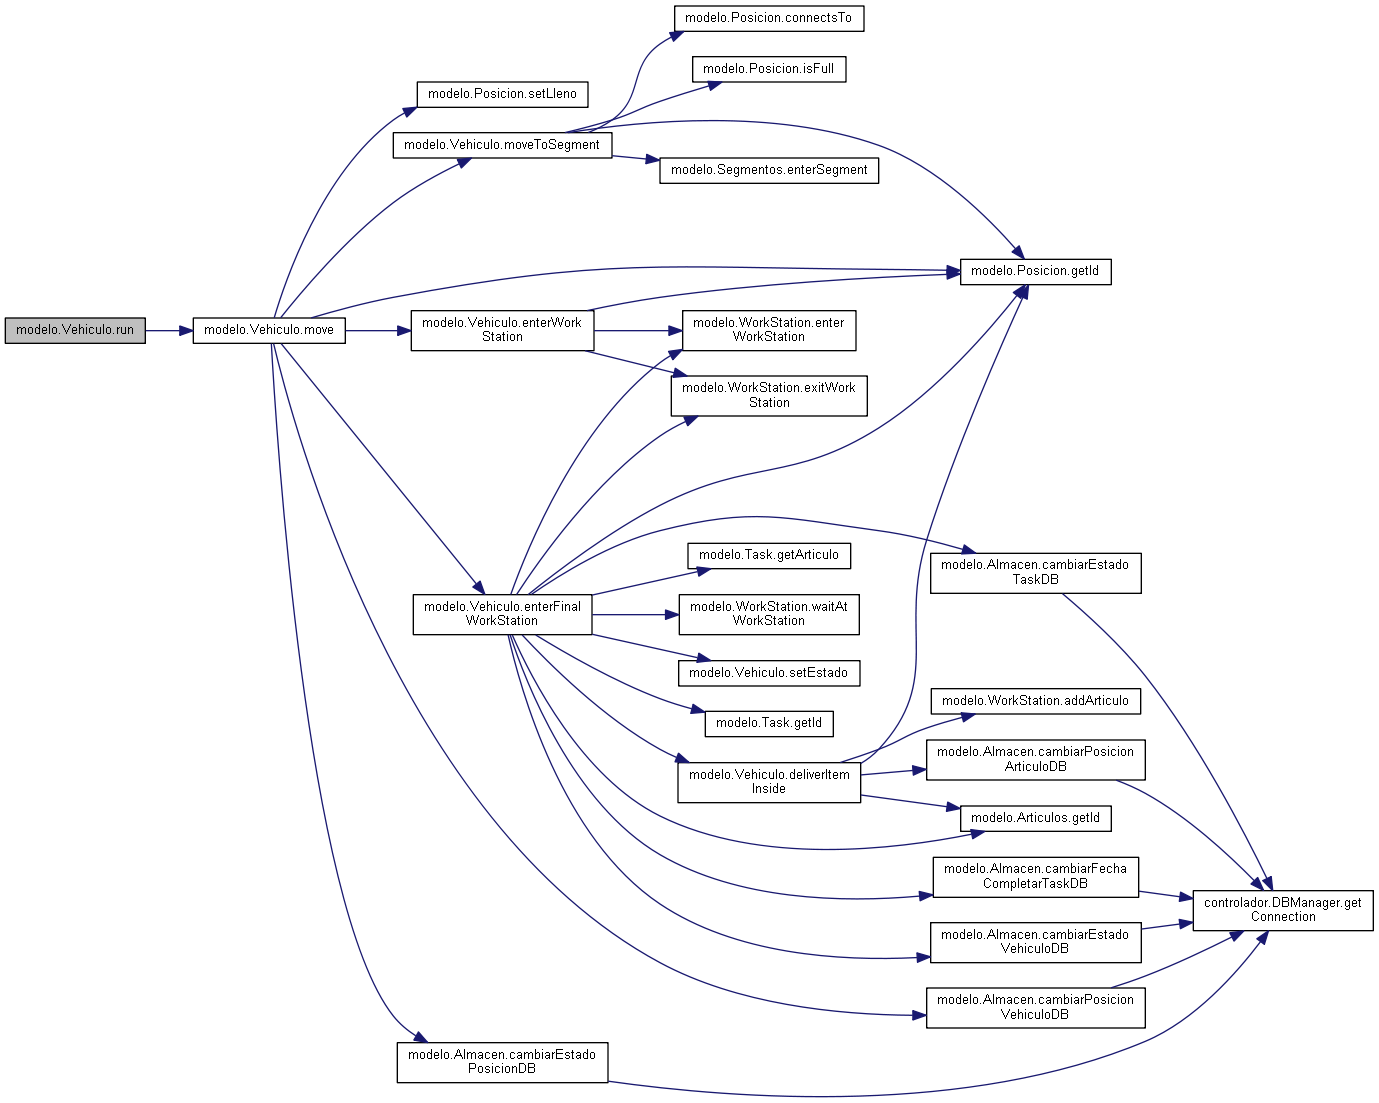 modelo.Posicion.connectsTo
modelo.Posicion.isFull
modelo.Posicion.setLleno
modelo.Vehiculo.moveToSegment
modelo.Segmentos.enterSegment
modelo.Posicion.getId
modelo.Vehiculo.run
modelo.Vehiculo.move
modelo.Vehiculo.enterWork
Station
modelo.WorkStation.enter
WorkStation
modelo.WorkStation.exitWork
Station
modelo.Task.getArticulo
modelo.Almacen.cambiarEstado
TaskDB
modelo.Vehiculo.enterFinal
WorkStation
modelo.WorkStation.waitAt
WorkStation
modelo.Vehiculo.setEstado
modelo.WorkStation.addArticulo
modelo.Task.getId
modelo.Almacen.cambiarPosicion
ArticuloDB
modelo.Vehiculo.deliverItem
Inside
modelo.Articulos.getId
modelo.Almacen.cambiarFecha
CompletarTaskDB
controlador.DBManager.get
Connection
modelo.Almacen.cambiarEstado
VehiculoDB
modelo.Almacen.cambiarPosicion
VehiculoDB
modelo.Almacen.cambiarEstado
PosicionDB